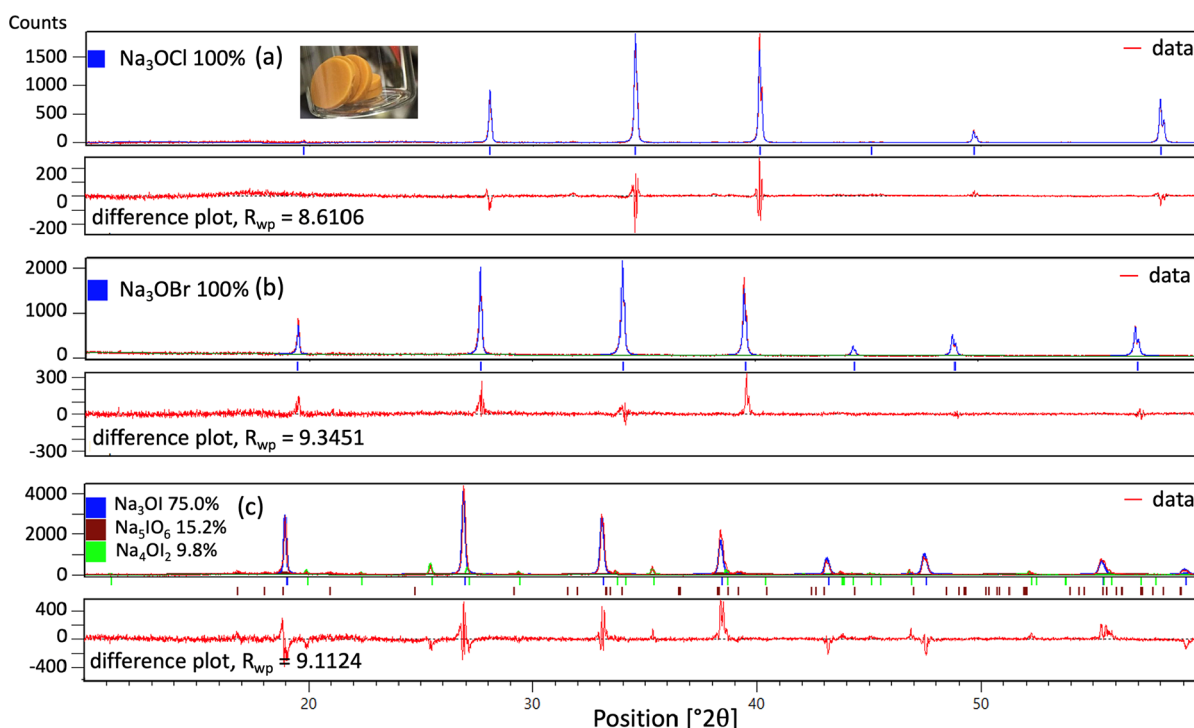 Counts
Na₃OCl 100% (a)
data
1500
1000
500
0
200
0
-200
difference plot, Rwp = 8.6106
Na₃OBr 100% (b)
data
2000
1000
0
300
0
-300
difference plot, Rwp = 9.3451
Na₃OI 75.0% (c)
Na₅IO₆ 15.2%
Na₄OI₂ 9.8%
data
4000
2000
0
400
0
-400
difference plot, Rwp = 9.1124
20 30 40 50
Position [°2θ]